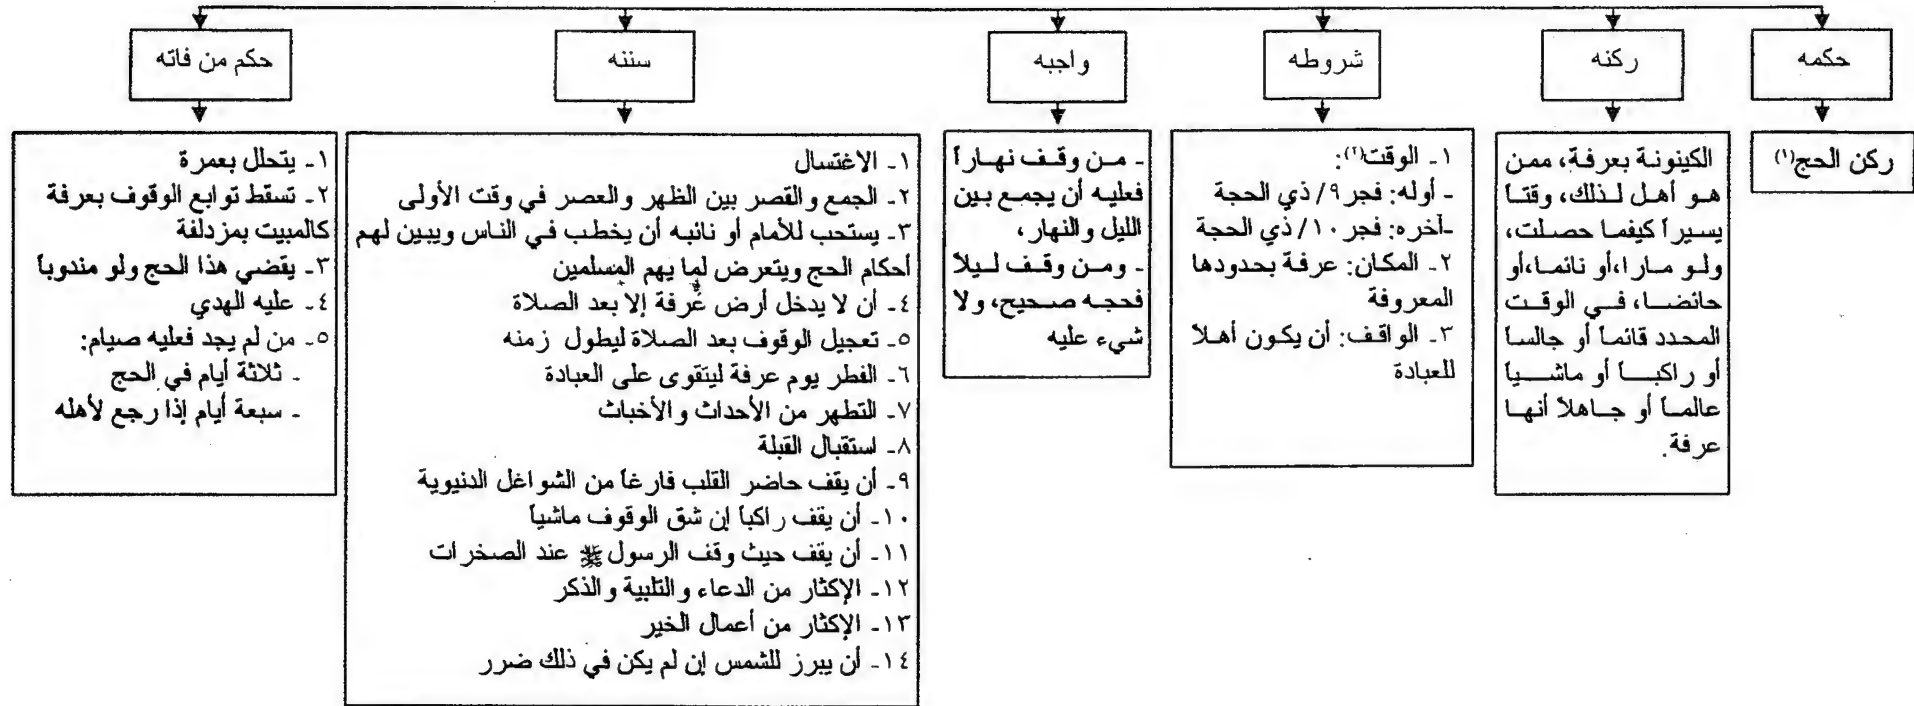 حكمه
ركن الحج(١)
ركنه
الكينونة بعرفة، ممن
هو أهل لذلك، وقتا
يسيراً كيفما حصلت،
ولو مارا،أو نائما،أو
حائضا، في الوقت
المحدد قائماً أو جالسا
أو راكبا أو ماشيا
عالماً أو جاهلاً أنها
عرفة.
شروطه
١- الوقت(٢):
- أوله: فجر ٩/ ذي الحجة
-آخره: فجر ١٠/ ذي الحجة
٢- المكان: عرفة بحدودها
المعروفة
٣- الواقف: أن يكون أهلا
للعبادة
واجبه
- من وقف نهاراً
فعليه أن يجمع بين
الليل والنهار،
- ومن وقف ليلا
فحجه صحيح، ولا
شيء عليه
سننه
١- الاغتسال
٢- الجمع والقصر بين الظهر والعصر في وقت الأولى
٣- يستحب للأمام أو نائبه أن يخطب في الناس ويبين لهم
أحكام الحج ويتعرض لما يهم المسلمين
٤- أن لا يدخل أرض عرفة إلا بعد الصلاة
٥- تعجيل الوقوف بعد الصلاة ليطول زمنه
٦- الفطر يوم عرفة ليتقوى على العبادة
٧- التطهر من الأحداث والأخباث
٨- استقبال القبلة
٩- أن يقف حاضر القلب فارغاً من الشواغل الدنيوية
١٠- أن يقف راكباً إن شق الوقوف ماشياً
١١- أن يقف حيث وقف الرسول ﷺ عند الصخرات
١٢- الإكثار من الدعاء والتلبية والذكر
١٣- الإكثار من أعمال الخير
١٤- أن يبرز للشمس إن لم يكن في ذلك ضرر
حكم من فاته
١- يتحلل بعمرة
٢- تسقط توابع الوقوف بعرفة
كالمبيت بمزدلفة
٣- يقضي هذا الحج ولو مندوباً
٤- عليه الهدي
٥- من لم يجد فعليه صيام:
- ثلاثة أيام في الحج
- سبعة أيام إذا رجع لأهله